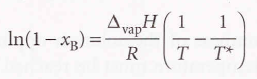 ln(1 − x_B) = Δ_vap H / R (1/T − 1/T*)